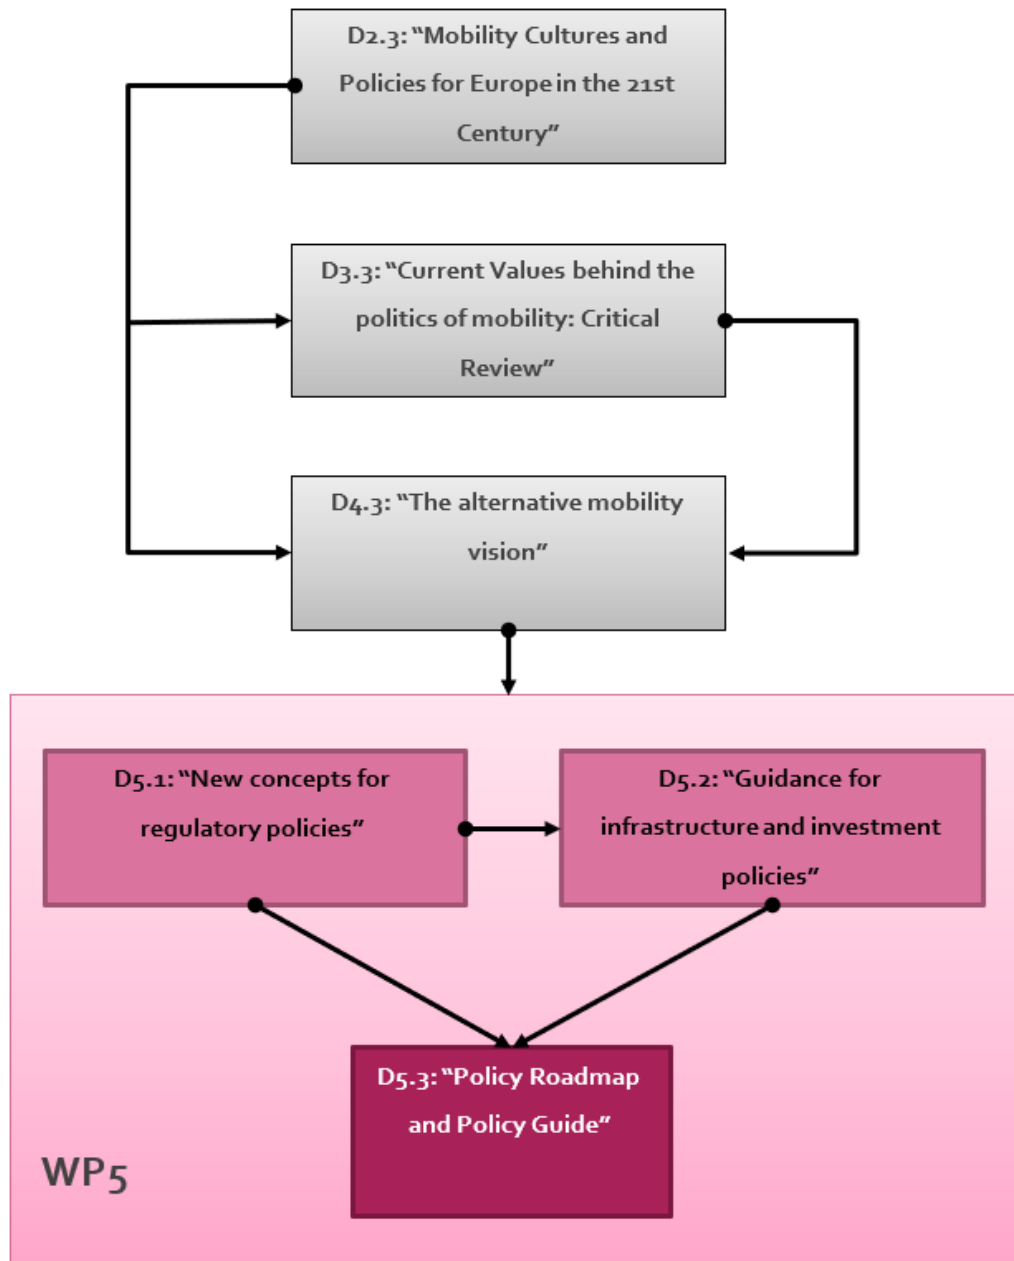 D2.3: “Mobility Cultures and
Policies for Europe in the 21st
Century”
D3.3: “Current Values behind the
politics of mobility: Critical
Review”
D4.3: “The alternative mobility
vision”
D5.1: “New concepts for
regulatory policies”
D5.2: “Guidance for
infrastructure and investment
policies”
D5.3: “Policy Roadmap
and Policy Guide”
WP5